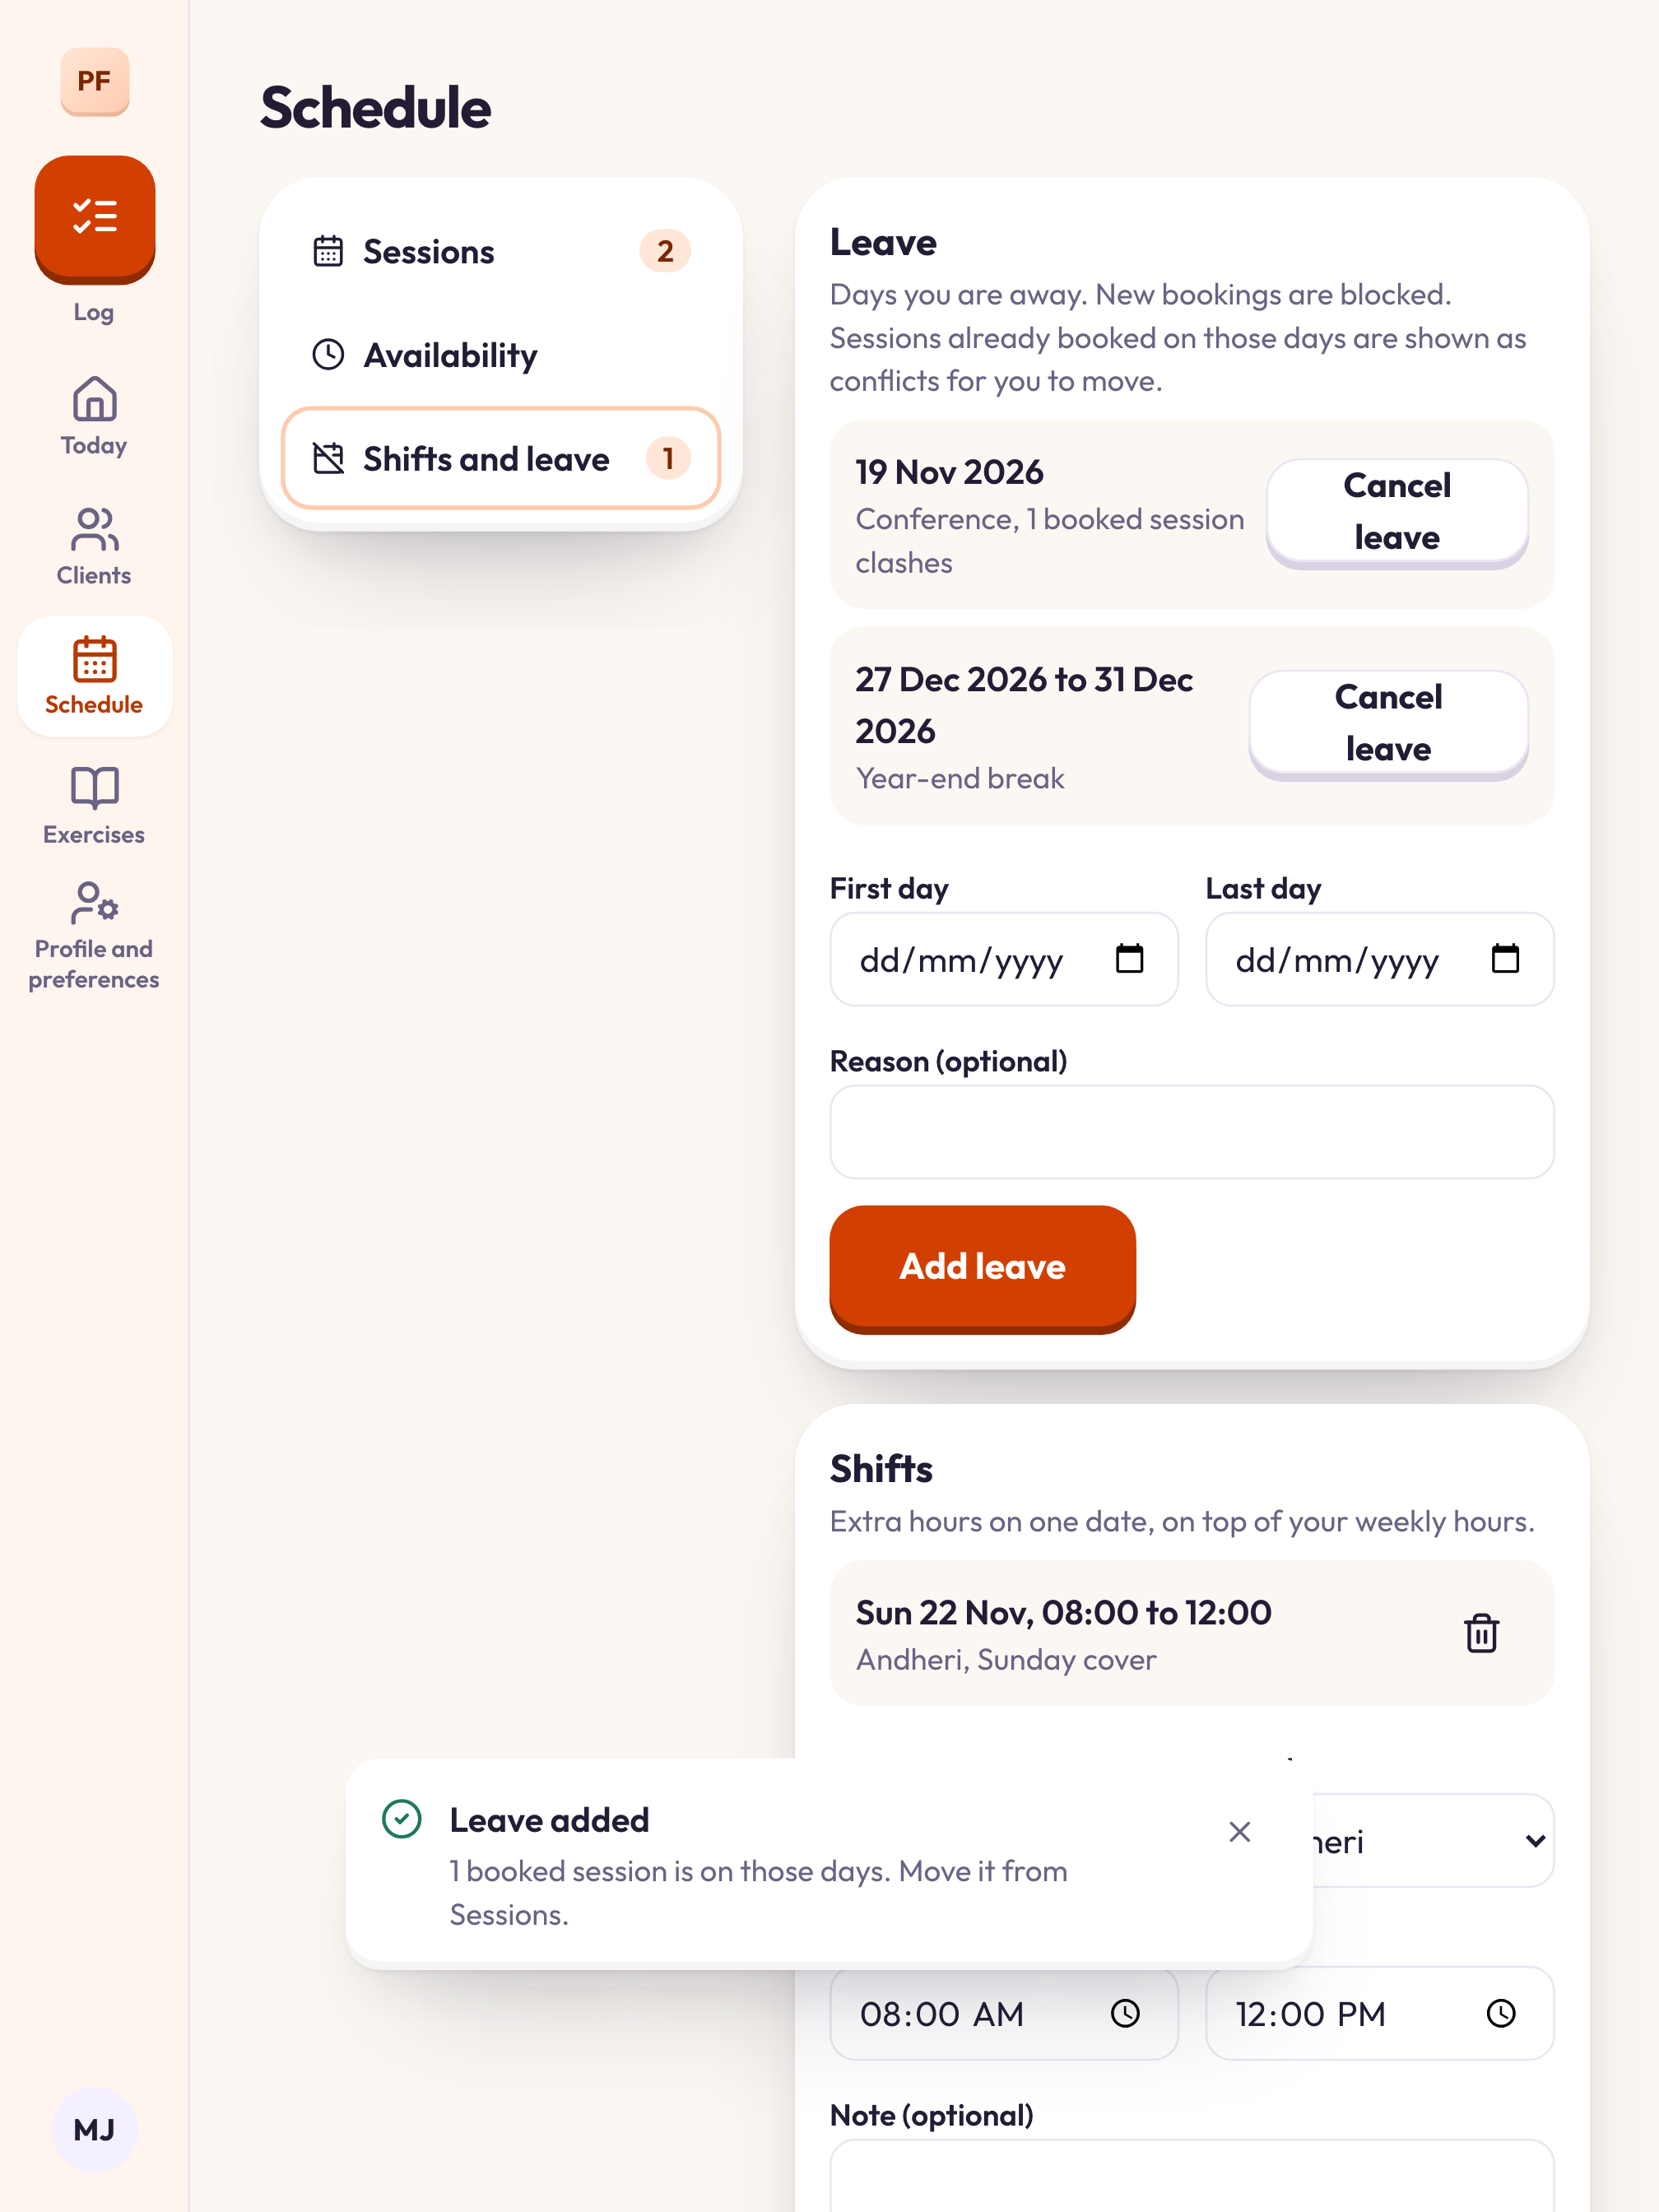 PF
Log
Today
Clients
Schedule
Exercises
Profile and
preferences
MJ
Schedule
Sessions 2
Availability
Shifts and leave 1
Leave
Days you are away. New bookings are blocked.
Sessions already booked on those days are shown as
conflicts for you to move.
19 Nov 2026
Conference, 1 booked session
clashes
Cancel
leave
27 Dec 2026 to 31 Dec
2026
Year-end break
Cancel
leave
First day
Last day
dd/mm/yyyy
dd/mm/yyyy
Reason (optional)
Add leave
Shifts
Extra hours on one date, on top of your weekly hours.
Sun 22 Nov, 08:00 to 12:00
Andheri, Sunday cover
Leave added
1 booked session is on those days. Move it from
Sessions.
08:00 AM
12:00 PM
Note (optional)